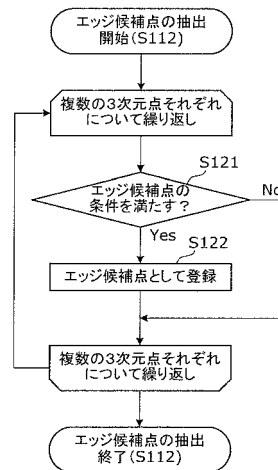 エッジ候補点の抽出
開始(S112)
複数の3次元点それぞれ
について繰り返し
S121
エッジ候補点の
条件を満たす?
No
Yes
S122
エッジ候補点として登録
複数の3次元点それぞれ
について繰り返し
エッジ候補点の抽出
終了(S112)